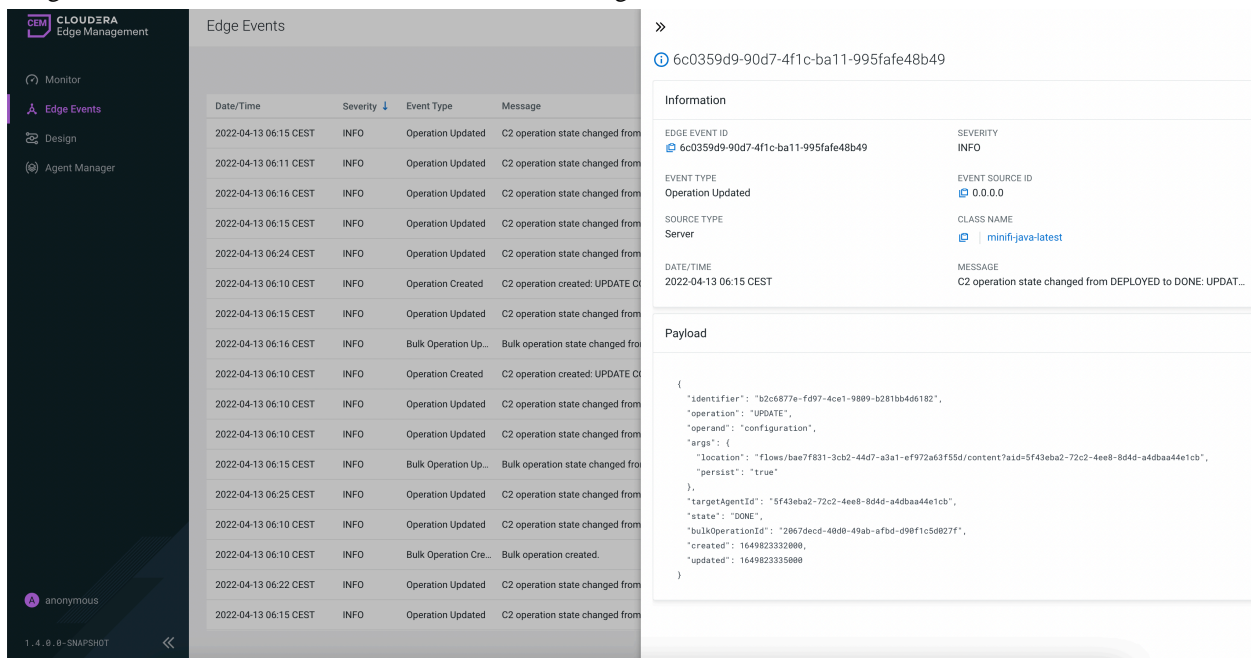 CEM CLOUDERA
Edge Management
Monitor
Edge Events
Design
Agent Manager
A anonymous
1.4.0.0-SNAPSHOT
Edge Events
Date/Time Severity Event Type Message
2022-04-13 06:15 CEST INFO Operation Updated C2 operation state changed from
2022-04-13 06:11 CEST INFO Operation Updated C2 operation state changed from
2022-04-13 06:16 CEST INFO Operation Updated C2 operation state changed from
2022-04-13 06:15 CEST INFO Operation Updated C2 operation state changed from
2022-04-13 06:24 CEST INFO Operation Updated C2 operation state changed from
2022-04-13 06:10 CEST INFO Operation Created C2 operation created: UPDATE CO
2022-04-13 06:15 CEST INFO Operation Updated C2 operation state changed from
2022-04-13 06:16 CEST INFO Bulk Operation Up... Bulk operation state changed fro
2022-04-13 06:10 CEST INFO Operation Created C2 operation created: UPDATE CO
2022-04-13 06:10 CEST INFO Operation Updated C2 operation state changed from
2022-04-13 06:10 CEST INFO Operation Updated C2 operation state changed from
2022-04-13 06:15 CEST INFO Bulk Operation Up... Bulk operation state changed fro
2022-04-13 06:25 CEST INFO Operation Updated C2 operation state changed from
2022-04-13 06:10 CEST INFO Operation Updated C2 operation state changed from
2022-04-13 06:10 CEST INFO Bulk Operation Cre... Bulk operation created.
2022-04-13 06:22 CEST INFO Operation Updated C2 operation state changed from
2022-04-13 06:15 CEST INFO Operation Updated C2 operation state changed from
6c0359d9-90d7-4f1c-ba11-995fafe48b49
Information
EDGE EVENT ID SEVERITY
6c0359d9-90d7-4f1c-ba11-995fafe48b49 INFO
EVENT TYPE EVENT SOURCE ID
Operation Updated 0.0.0.0
SOURCE TYPE CLASS NAME
Server minifi-java-latest
DATE/TIME MESSAGE
2022-04-13 06:15 CEST C2 operation state changed from DEPLOYED to DONE: UPDAT...
Payload
{
"identifier": "b2c6877e-fd97-4ce1-9809-b281bb4d6182",
"operation": "UPDATE",
"operand": "configuration",
"args": {
"location": "flows/bae7f831-3cb2-44d7-a3a1-ef972a63f55d/content?aid=5f43eba2-72c2-4ee8-8d4d-a4dbaa44e1cb",
"persist": "true"
},
"targetAgentId": "5f43eba2-72c2-4ee8-8d4d-a4dbaa44e1cb",
"state": "DONE",
"bulkOperationId": "2067decd-40d0-49ab-afbd-d90f1c5d027f",
"created": 1649823332000,
"updated": 1649823335000
}